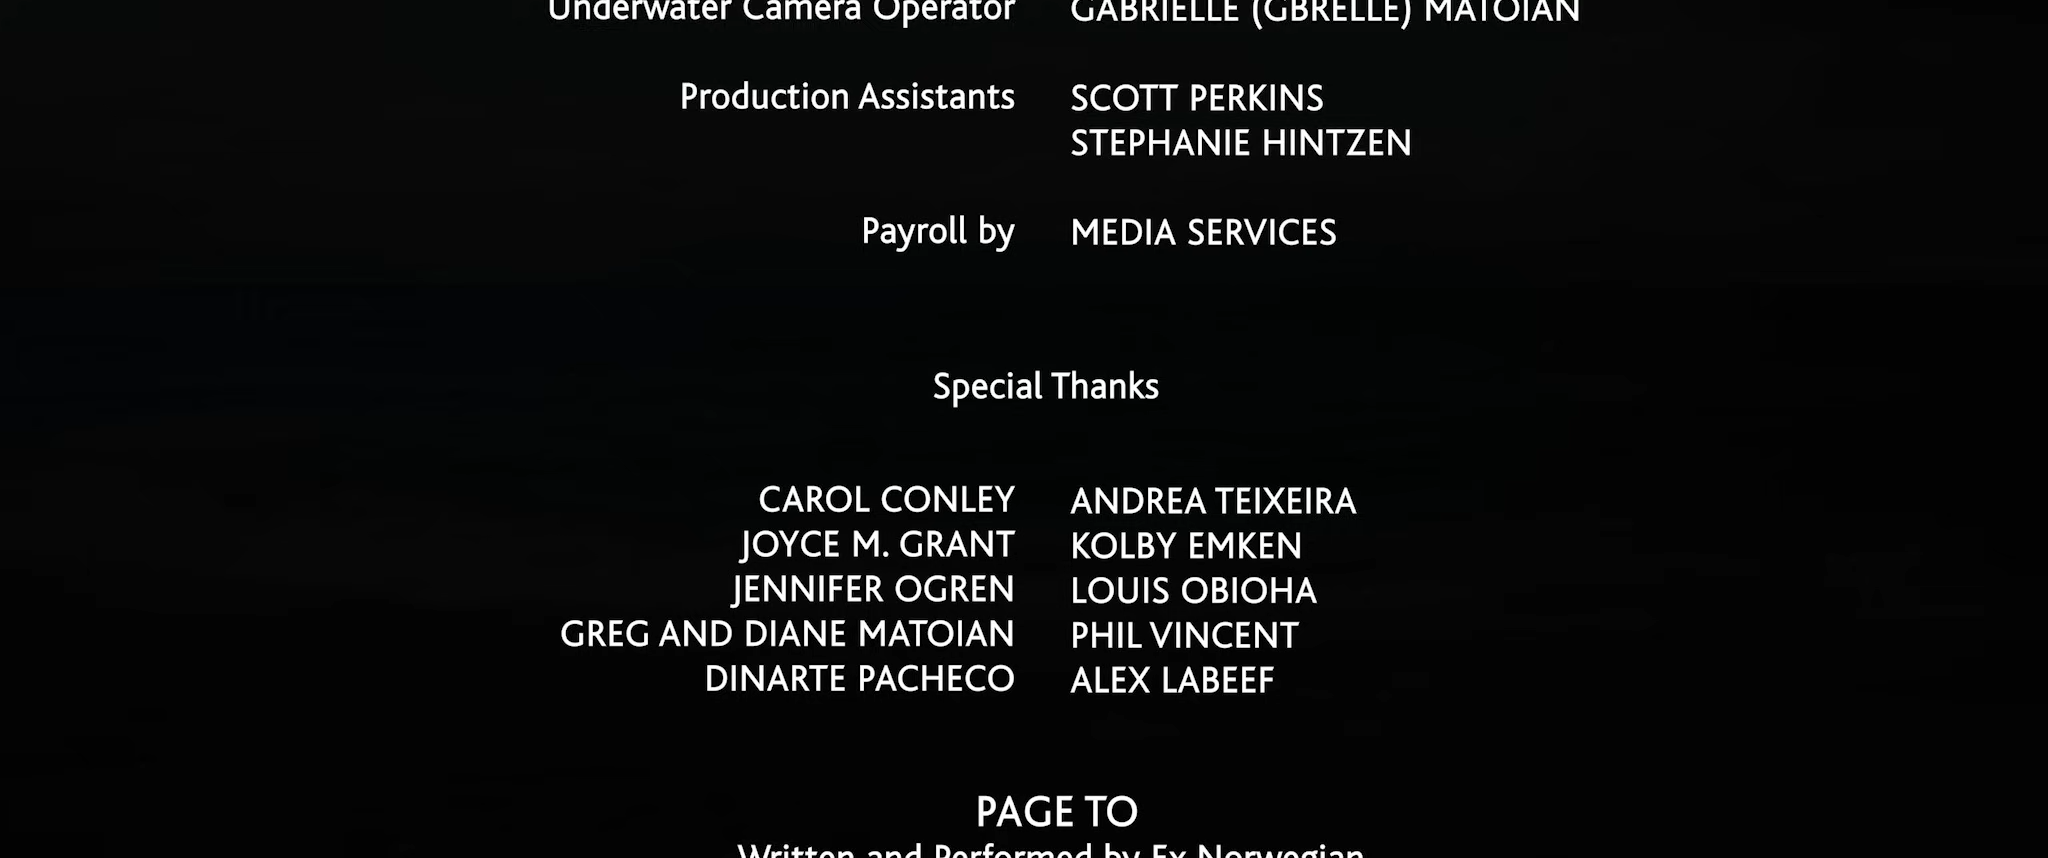 Underwater Camera Operator GABRIELLE (GBRELLE) MATOIAN
Production Assistants SCOTT PERKINS
STEPHANIE HINTZEN
Payroll by MEDIA SERVICES
Special Thanks
CAROL CONLEY ANDREA TEIXEIRA
JOYCE M. GRANT KOLBY EMKEN
JENNIFER OGREN LOUIS OBIOHA
GREG AND DIANE MATOIAN PHIL VINCENT
DINARTE PACHECO ALEX LABEEF
PAGE TO
Written and Performed by Ex Norwegian